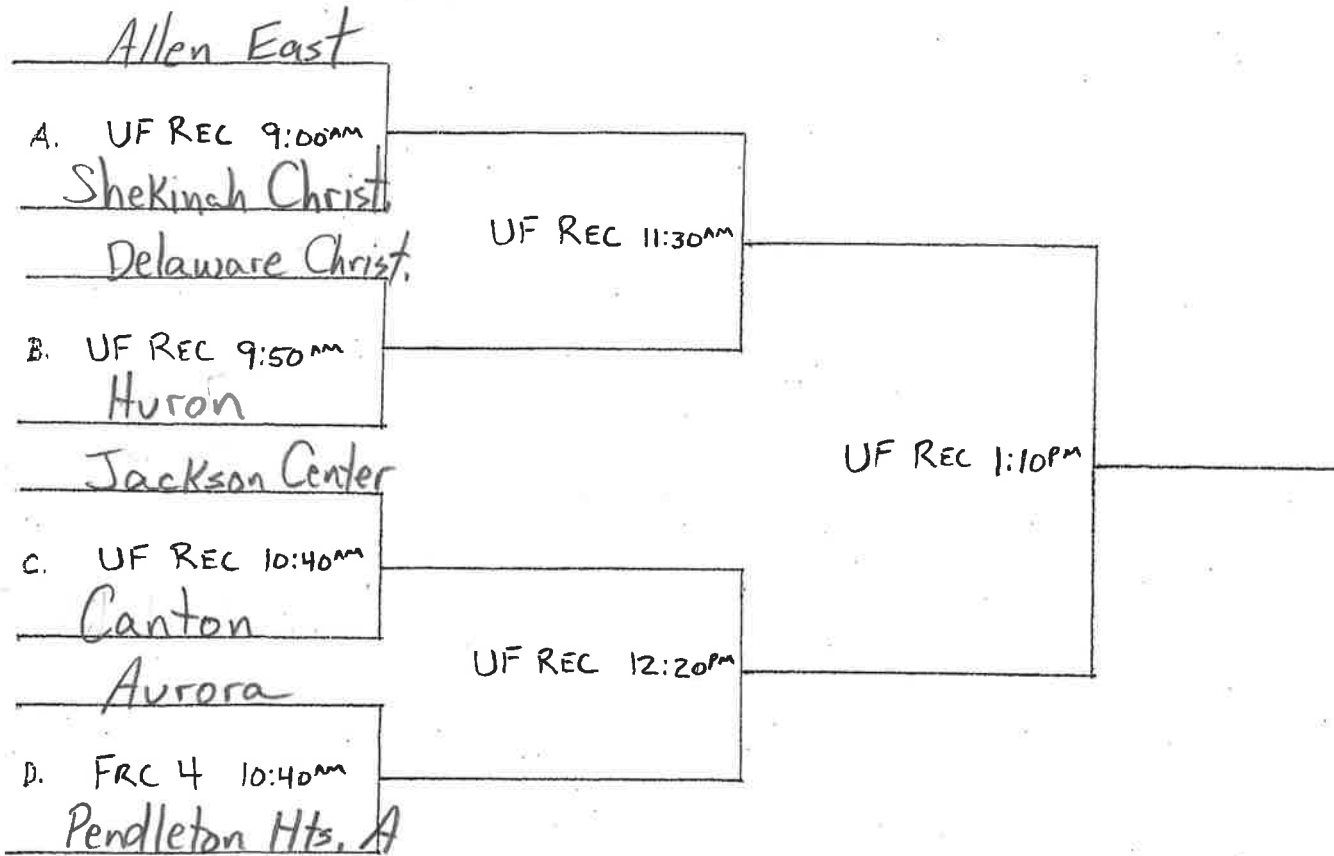 Allen East
A. UF REC 9:00AM
Shekinah Christ.
Delaware Christ.
B. UF REC 9:50AM
Huron
Jackson Center
C. UF REC 10:40AM
Canton
Aurora
D. FRC 4 10:40AM
Pendleton Hts. A
UF REC 11:30AM
UF REC 12:20PM
UF REC 1:10PM